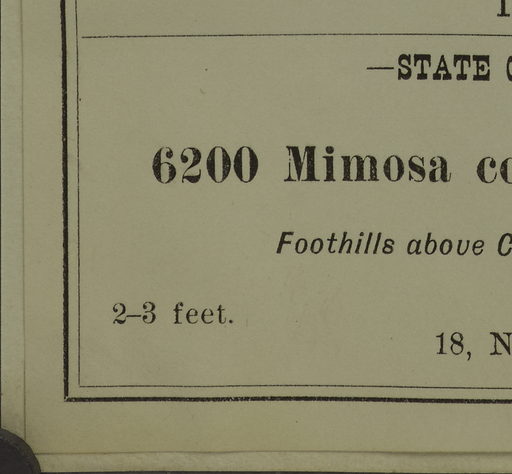 —STATE
6200 Mimosa
Foothills above
2–3 feet.
18, N